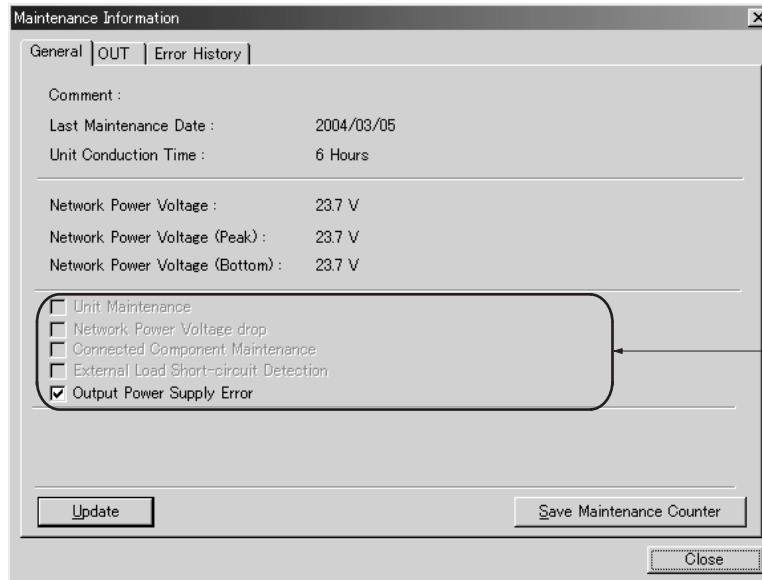 Maintenance Information
General OUT Error History
Comment :
Last Maintenance Date : 2004/03/05
Unit Conduction Time : 6 Hours
Network Power Voltage : 23.7 V
Network Power Voltage (Peak) : 23.7 V
Network Power Voltage (Bottom) : 23.7 V
Unit Maintenance
Network Power Voltage drop
Connected Component Maintenance
External Load Short-circuit Detection
Output Power Supply Error
Update Save Maintenance Counter
Close